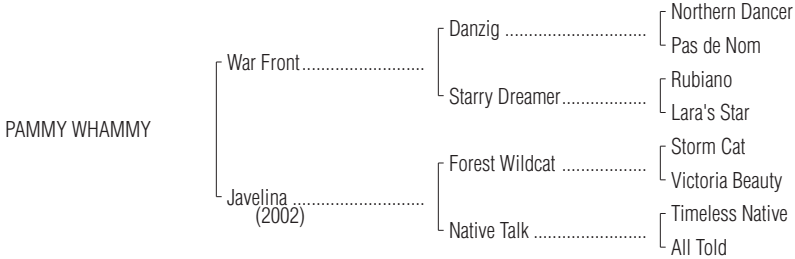 Northern Dancer
Danzig ..............................
Pas de Nom
War Front..........................
Rubiano
Starry Dreamer..................
Lara's Star
PAMMY WHAMMY
Storm Cat
Forest Wildcat ..................
Victoria Beauty
Javelina ............................
(2002)
Timeless Native
Native Talk ........................
All Told